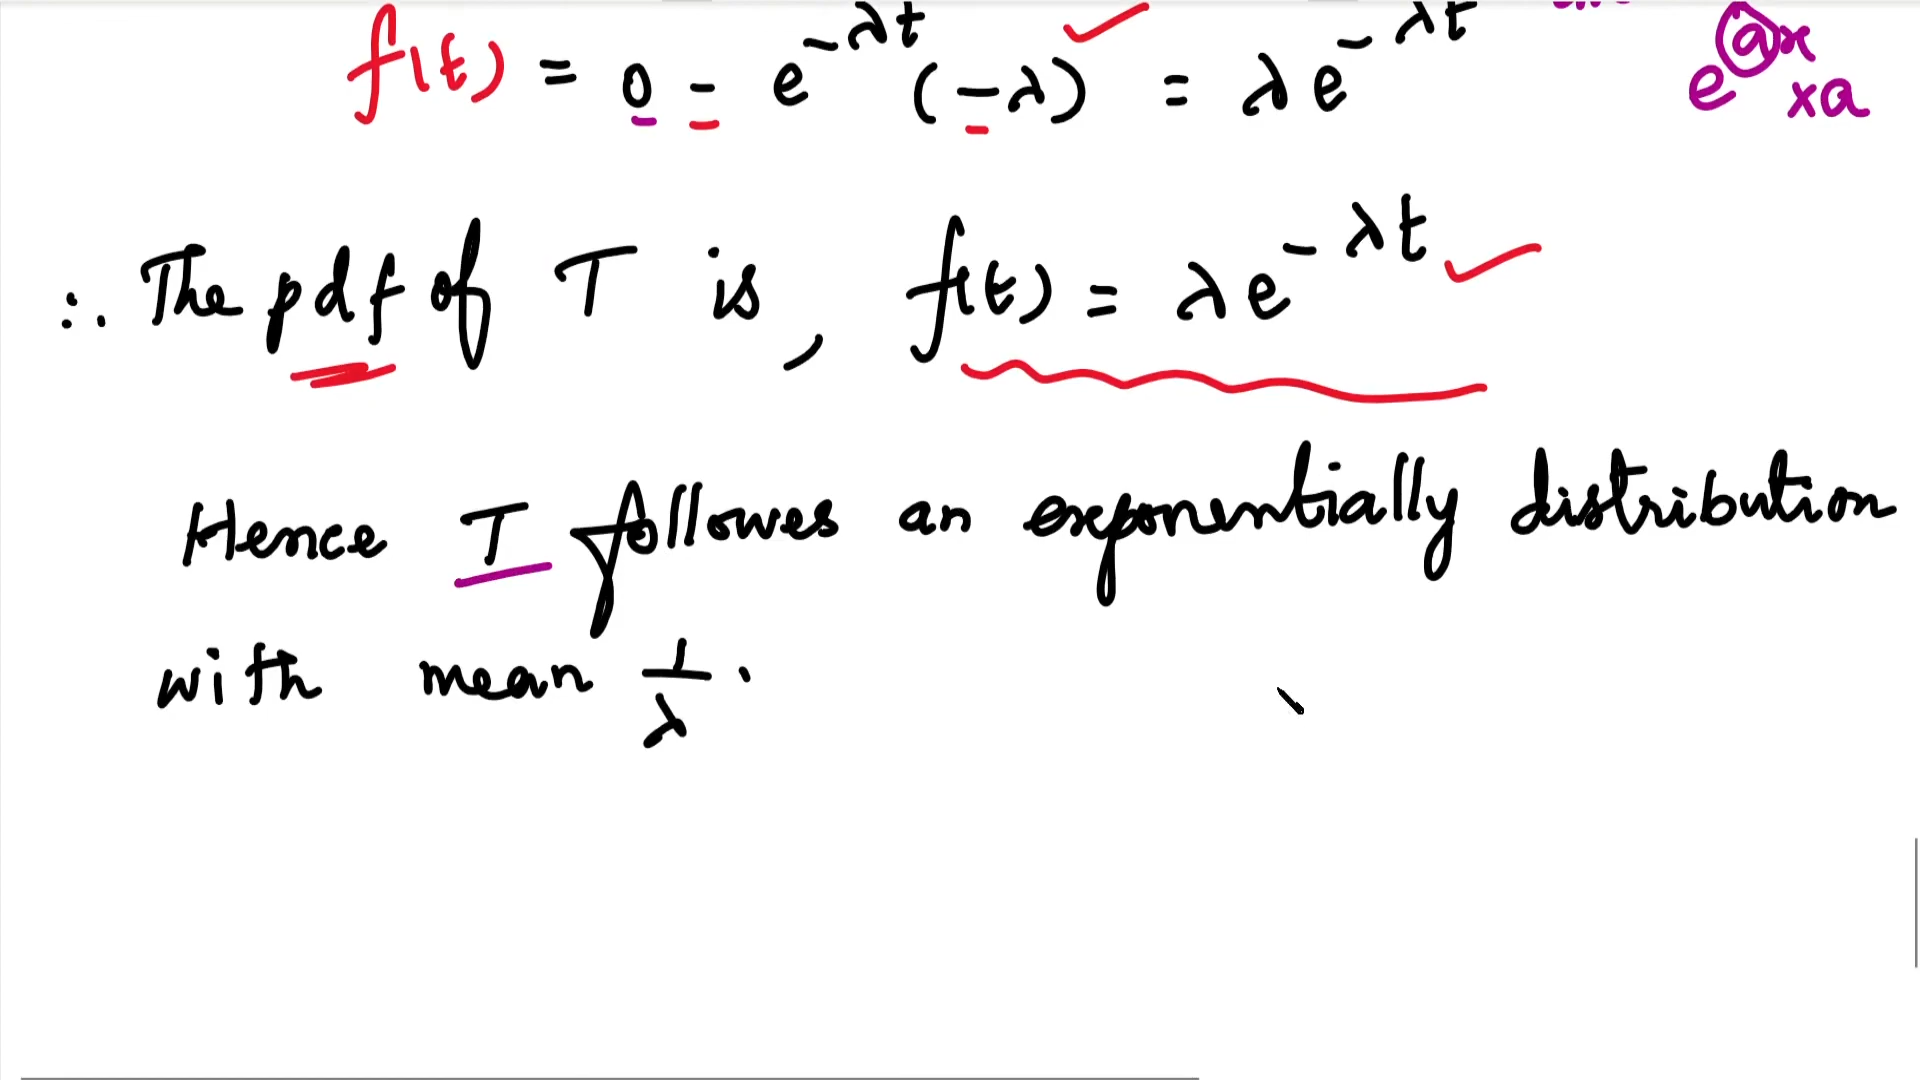 f(t) = 0 - e^{-λt} (-λ) = λe^{-λt}
e^{ax} xa
∴ The pdf of T is, f(t) = λe^{-λt}
Hence T followes an exponentially distribution
with mean 1/λ.